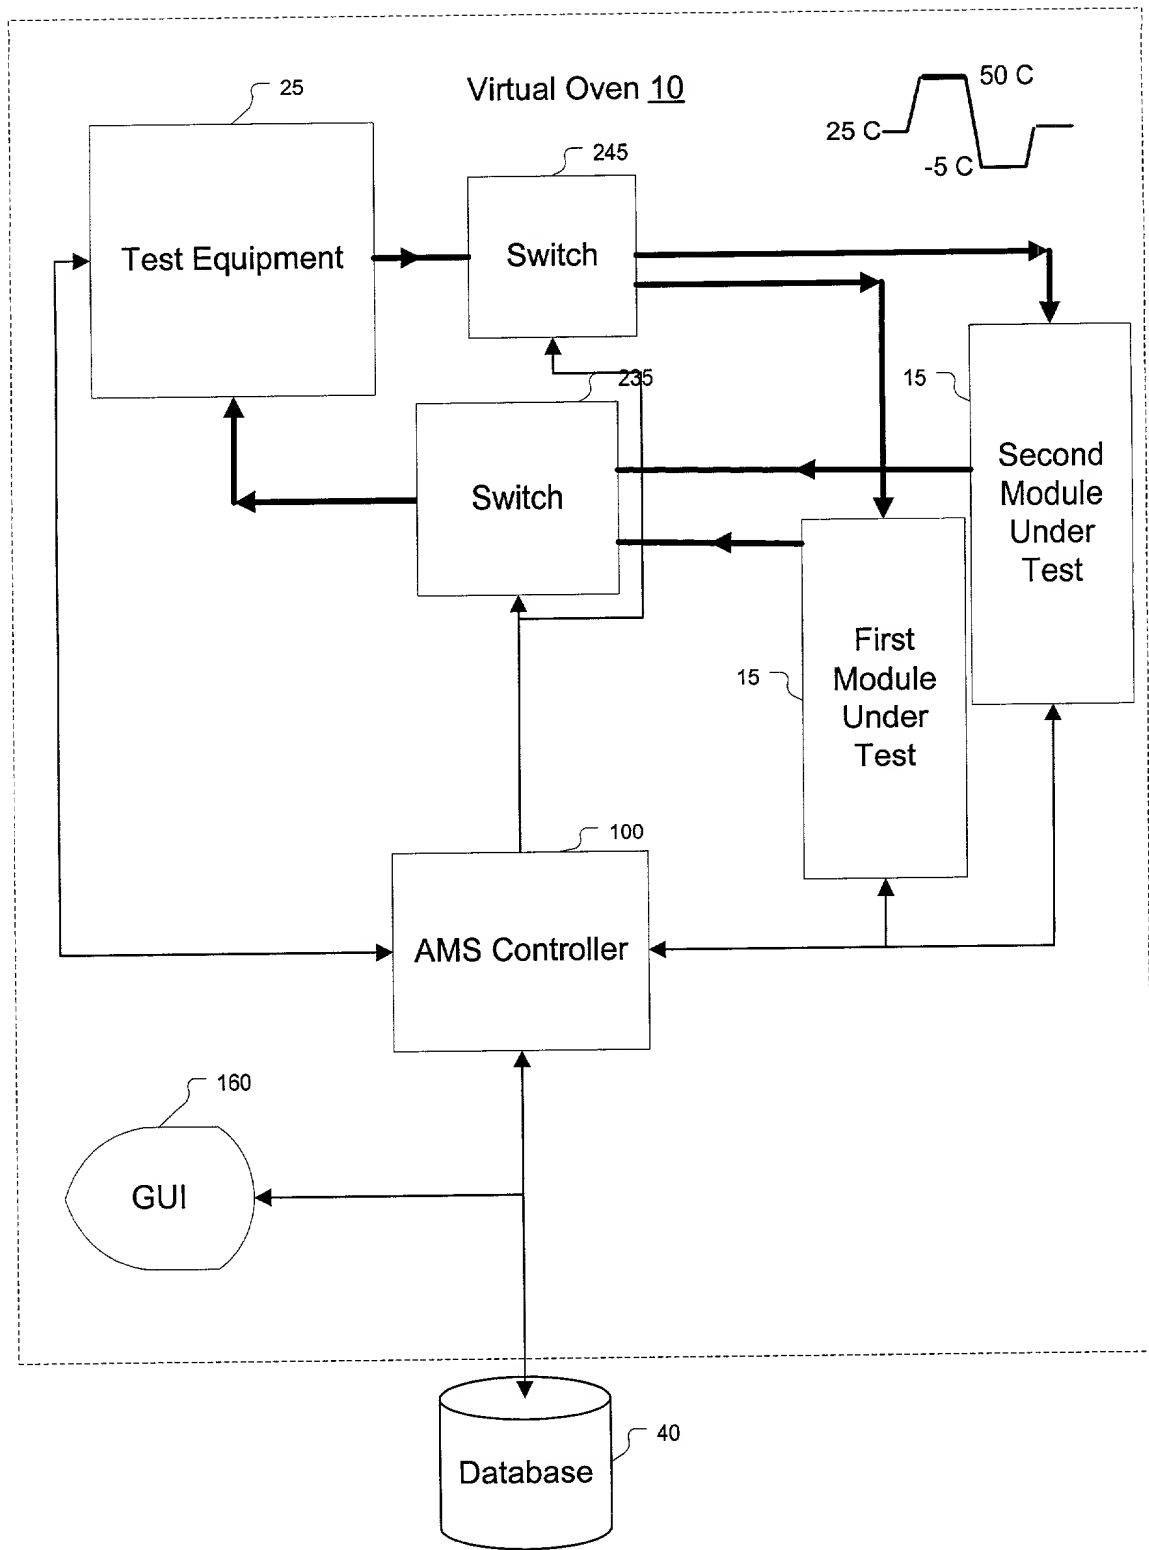 Virtual Oven 10
25
50 C
25 C
-5 C
245
Test Equipment
Switch
235
15
Switch
Second
Module
Under
Test
15
First
Module
Under
Test
100
AMS Controller
160
GUI
40
Database